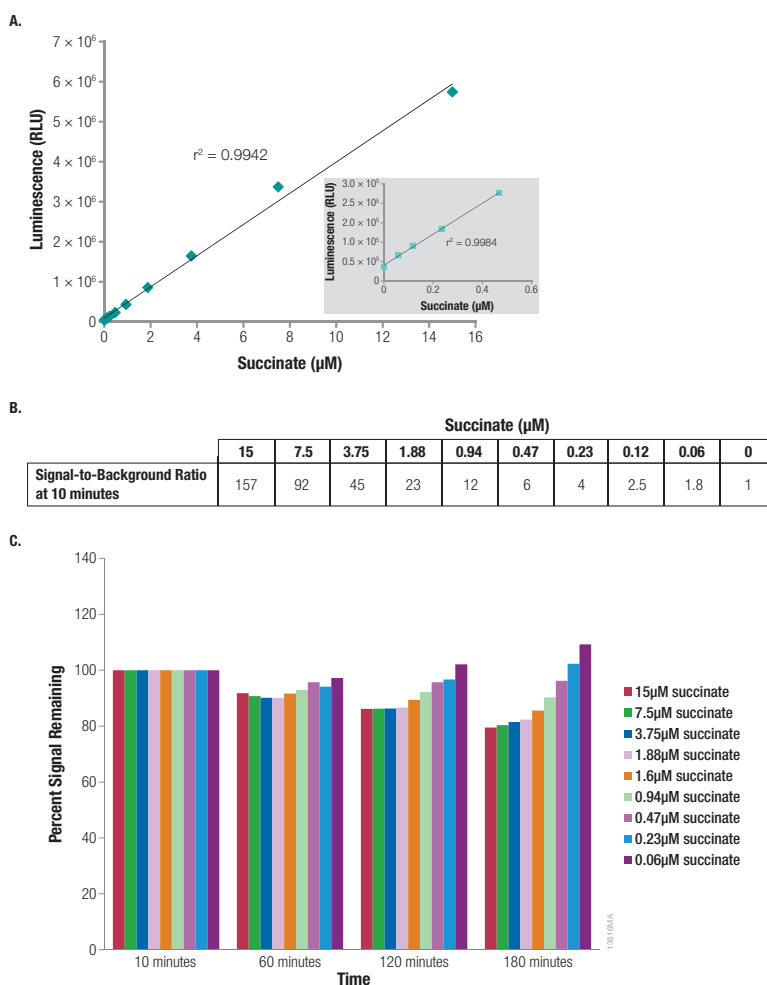 A.
7 × 10⁶
6 × 10⁶
5 × 10⁶
4 × 10⁶
3 × 10⁶
2 × 10⁶
1 × 10⁶
0
Luminescence (RLU)
r² = 0.9942
0 2 4 6 8 10 12 14 16
Succinate (µM)
3.0 × 10⁵
2.5 × 10⁵
2.0 × 10⁵
1.0 × 10⁵
0.5 × 10⁵
0
Luminescence (RLU)
r² = 0.9984
0 0.2 0.4 0.6
Succinate (µM)
B.
Succinate (µM)
15 7.5 3.75 1.88 0.94 0.47 0.23 0.12 0.06 0
Signal-to-Background Ratio
at 10 minutes
157 92 45 23 12 6 4 2.5 1.8 1
C.
140
120
100
80
60
40
20
0
Percent Signal Remaining
10 minutes 60 minutes 120 minutes 180 minutes
Time
15µM succinate
7.5µM succinate
3.75µM succinate
1.88µM succinate
1.6µM succinate
0.94µM succinate
0.47µM succinate
0.23µM succinate
0.06µM succinate
13816MA